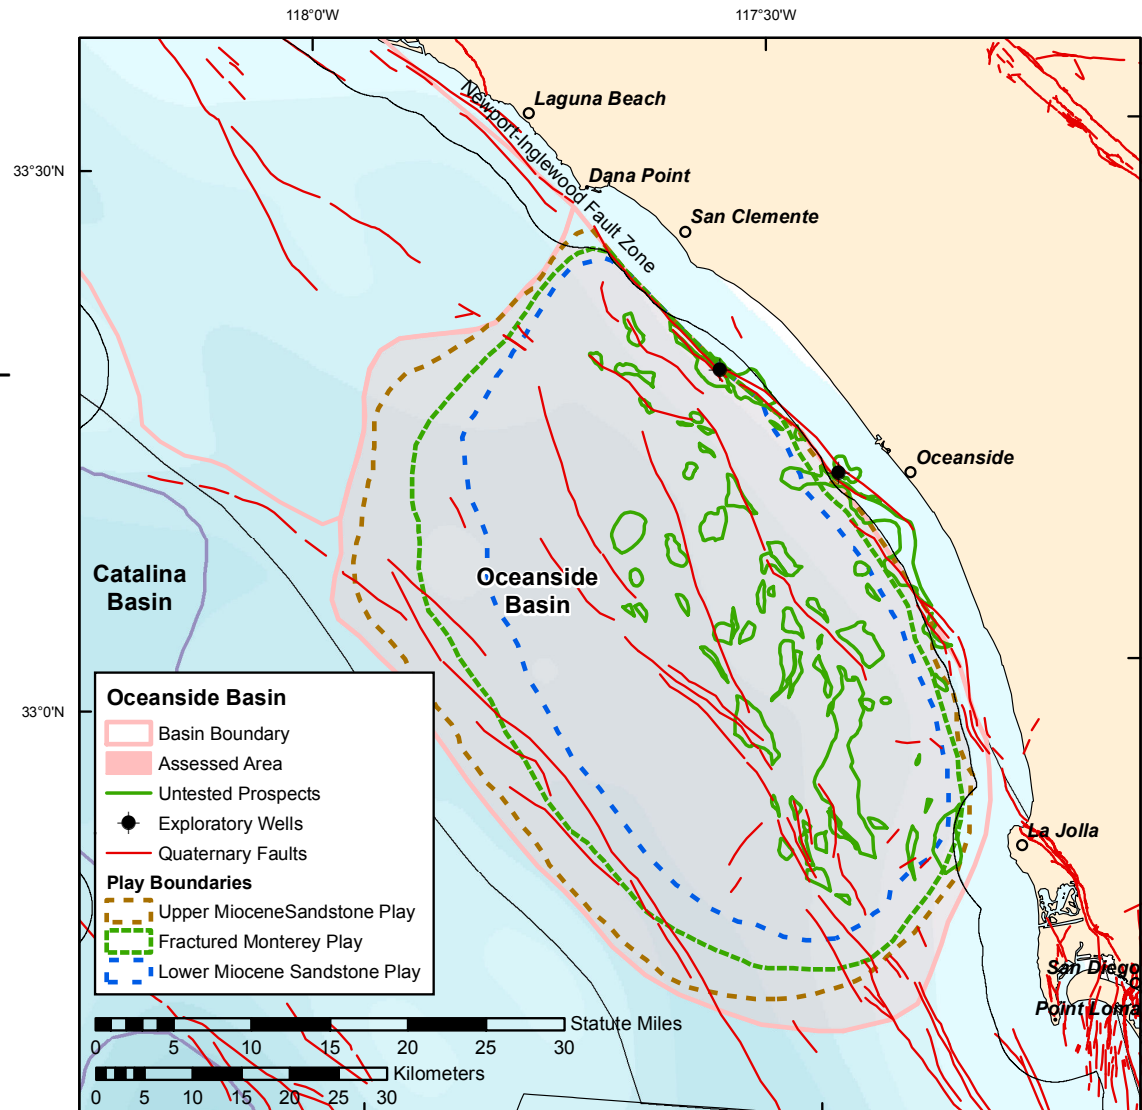 118°0'W
117°30'W
Laguna Beach
Newport-Inglewood Fault Zone
33°30'N
Dana Point
San Clemente
Oceanside
Catalina
Basin
Oceanside
Basin
33°0'N
Oceanside Basin
Basin Boundary
Assessed Area
Untested Prospects
Exploratory Wells
Quaternary Faults
Play Boundaries
Upper MioceneSandstone Play
Fractured Monterey Play
Lower Miocene Sandstone Play
La Jolla
San Diego
Point Loma
Statute Miles
0 5 10 15 20 25 30
Kilometers
0 5 10 15 20 25 30